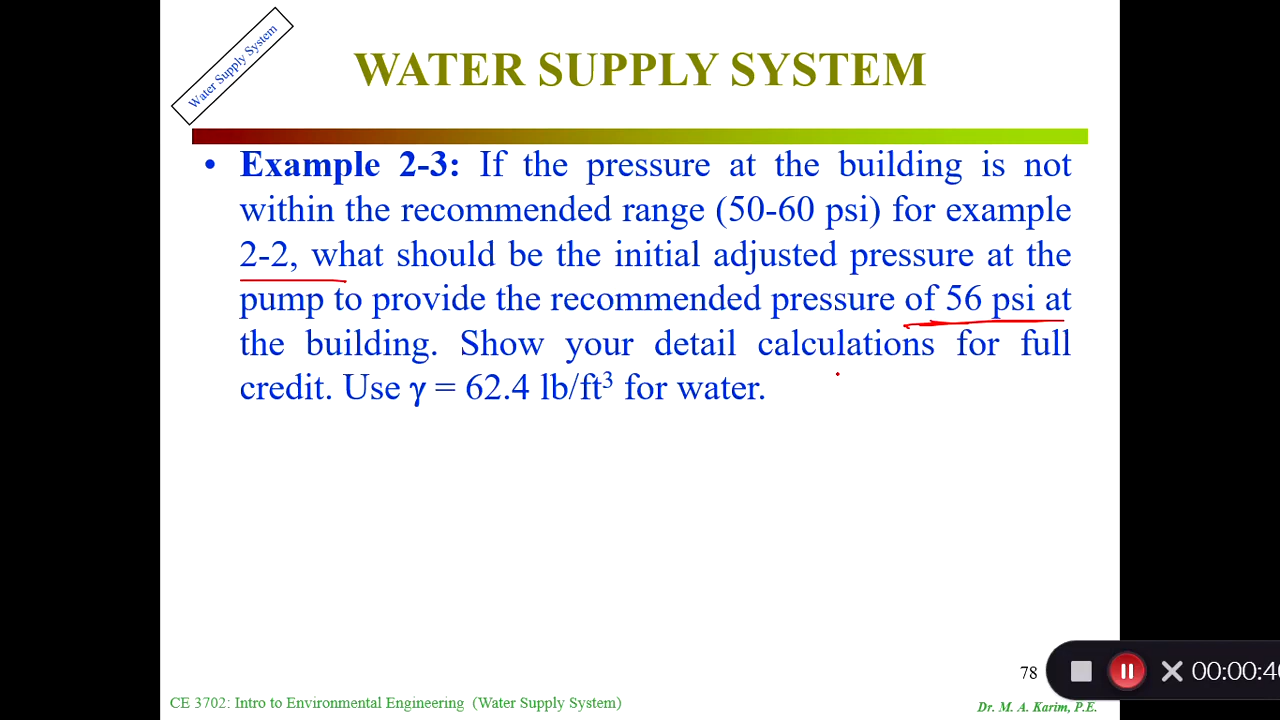 Water Supply System
WATER SUPPLY SYSTEM
• Example 2-3: If the pressure at the building is not
within the recommended range (50-60 psi) for example
2-2, what should be the initial adjusted pressure at the
pump to provide the recommended pressure of 56 psi at
the building. Show your detail calculations for full
credit. Use γ = 62.4 lb/ft³ for water.
78
CE 3702: Intro to Environmental Engineering (Water Supply System)
Dr. M. A. Karim, P.E.